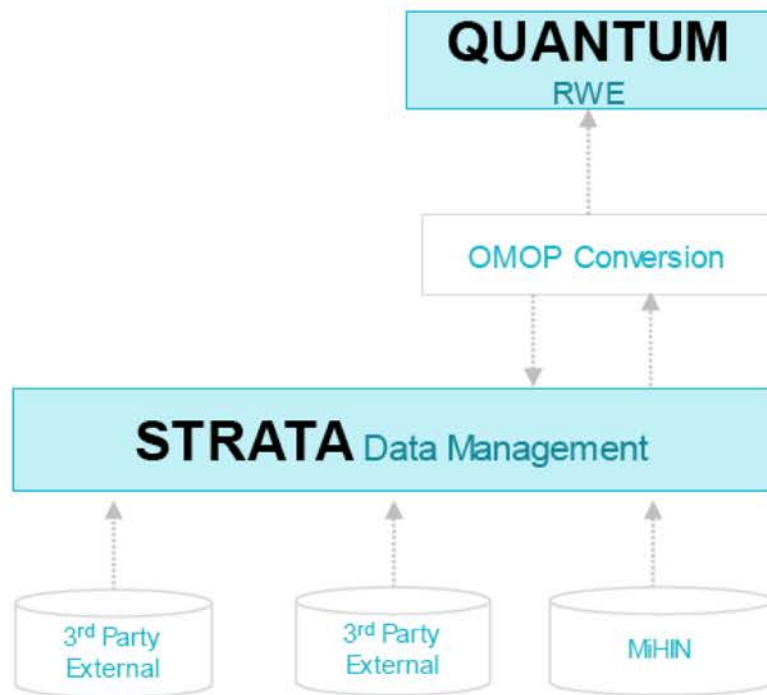 QUANTUM
RWE
OMOP Conversion
STRATA Data Management
3rd Party
External
3rd Party
External
MiHIN